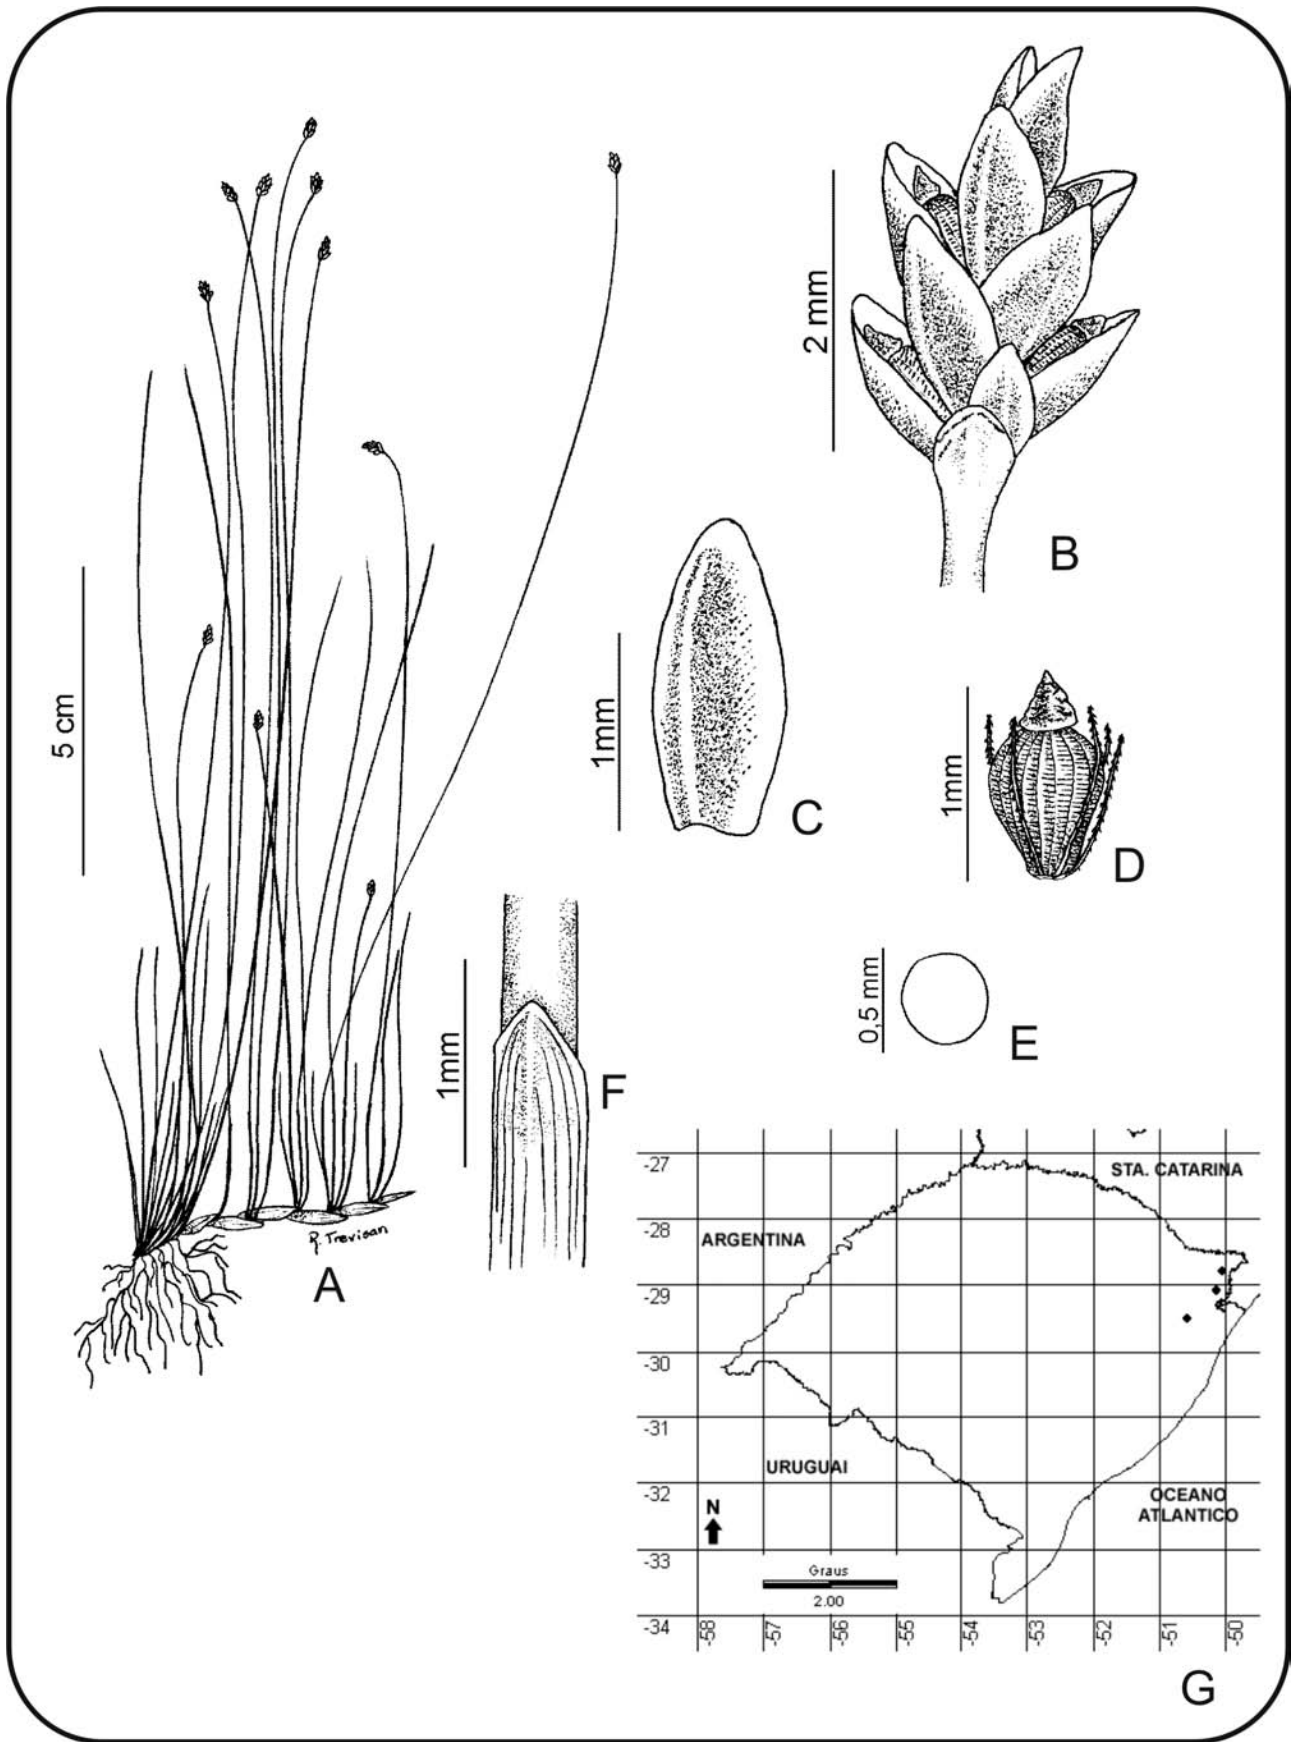 5 cm
R. Trevisan
A
2 mm
B
1mm
C
1mm
D
0,5 mm
E
1mm
F
-27
-28
-29
-30
-31
-32
-33
-34
STA. CATARINA
ARGENTINA
URUGUAI
OCEANO
ATLANTICO
N
Graus
2.00
-58
-57
-56
-55
-54
-53
-52
-51
-50
G